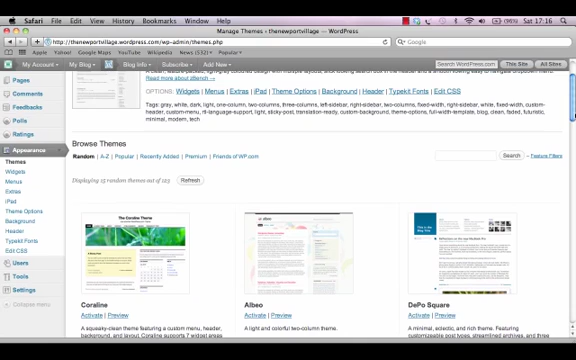 Safari File Edit View History Bookmarks Window Help Sat 17:16
Manage Themes ‹ thenewportvillage — WordPress
http://thenewportvillage.wordpress.com/wp-admin/themes.php
Google
Apple Yahoo! Google Maps YouTube Wikipedia News Popular
My Account My Blog Blog Info Subscribe Add New Search WordPress.com This Site All Sites
Pages
Comments
Feedbacks
Polls
Ratings
Appearance
Themes
Widgets
Menus
Extras
iPad
Theme Options
Background
Header
Typekit Fonts
Edit CSS
Users
Tools
Settings
Collapse menu
OPTIONS: Widgets | Menus | Extras | iPad | Theme Options | Background | Header | Typekit Fonts | Edit CSS
Tags: gray, white, dark, light, one-column, two-columns, three-columns, left-sidebar, right-sidebar, two-columns, fixed-width, right-sidebar, white, fixed-width, custom-
header, custom-menu, rtl-language-support, light, sticky-post, translation-ready, custom-background, theme-options, full-width-template, blog, clean, faded, futuristic,
minimal, modern, tech
Browse Themes
Random | A-Z | Popular | Recently Added | Premium | Friends of WP.com
Search Feature Filters
Displaying 15 random themes out of
Refresh
The Coraline Theme
Coraline
Activate | Preview
A squeaky-clean theme featuring a custom menu, header,
background, and layout. Coraline supports 7 widget areas
Albeo
Activate | Preview
A light and colorful two-column theme.
DePo Square
Activate | Preview
A minimal, eclectic, and rich theme. Featuring